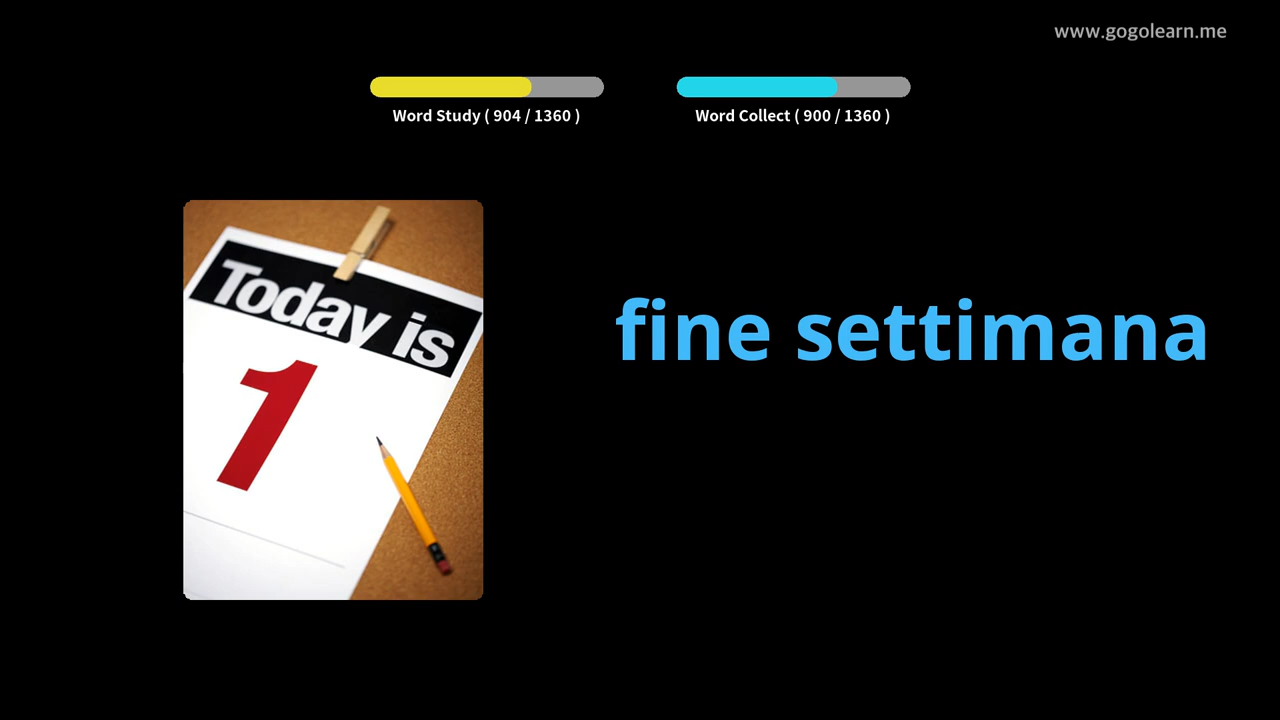 www.gogolearn.me
Word Study ( 904 / 1360 )
Word Collect ( 900 / 1360 )
Today is
1
fine settimana